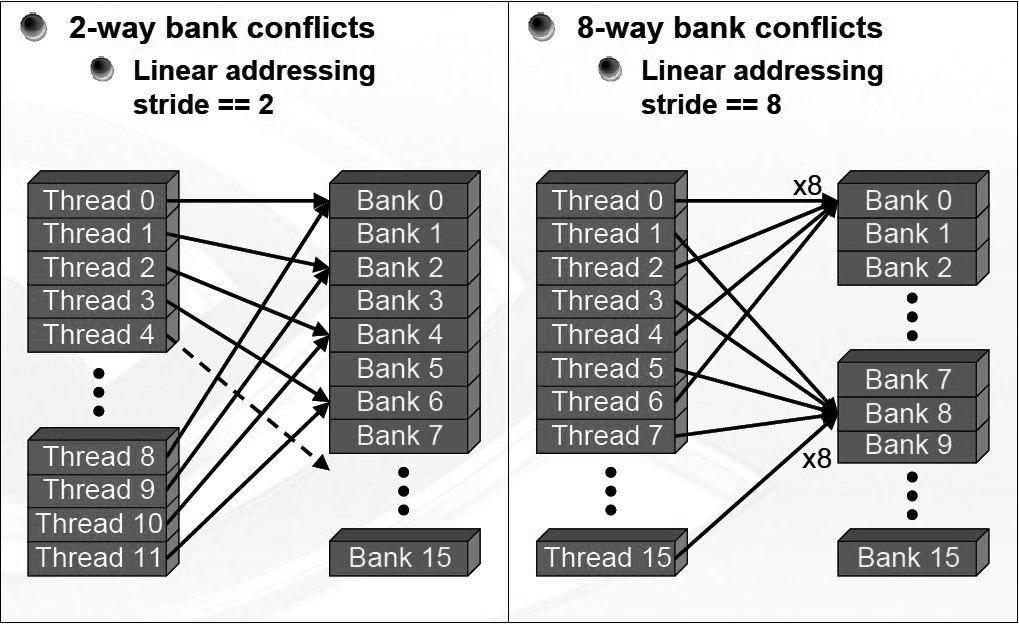 2-way bank conflicts
Linear addressing
stride == 2
Thread 0
Thread 1
Thread 2
Thread 3
Thread 4
Thread 8
Thread 9
Thread 10
Thread 11
Bank 0
Bank 1
Bank 2
Bank 3
Bank 4
Bank 5
Bank 6
Bank 7
Bank 15
8-way bank conflicts
Linear addressing
stride == 8
Thread 0
Thread 1
Thread 2
Thread 3
Thread 4
Thread 5
Thread 6
Thread 7
Thread 15
x8
x8
Bank 0
Bank 1
Bank 2
Bank 7
Bank 8
Bank 9
Bank 15